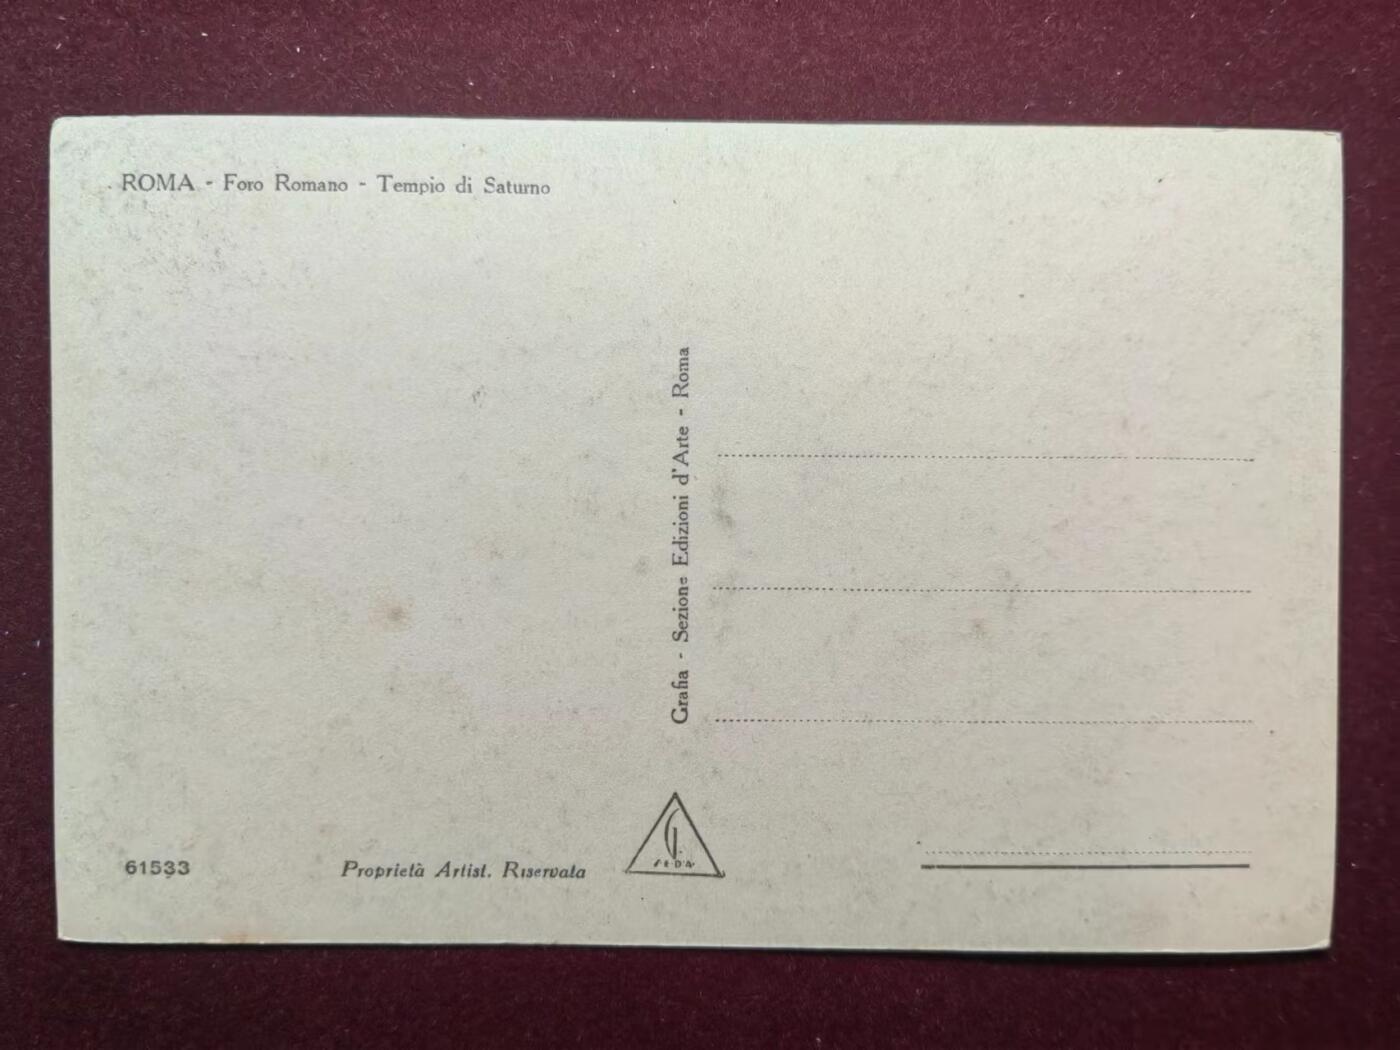 ROMA - Foro Romano - Tempio di Saturno
Grafia - Sezione Edizioni d'Arte - Roma
61533
Proprietà Artist. Riservata
S·E·D'A·